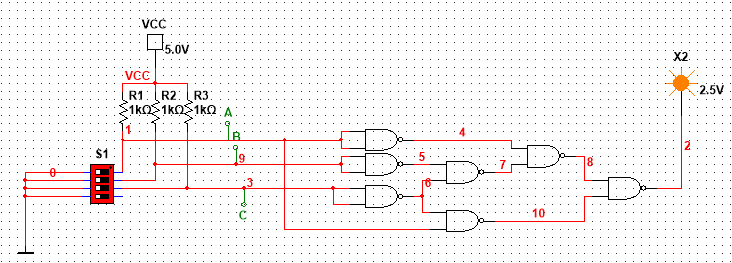 VCC
5.0V
VCC
R1 R2 R3
1kΩ 1kΩ 1kΩ
X2
2.5V
A
1
B
4
2
S1
9
5
7
8
0
3
6
C
10